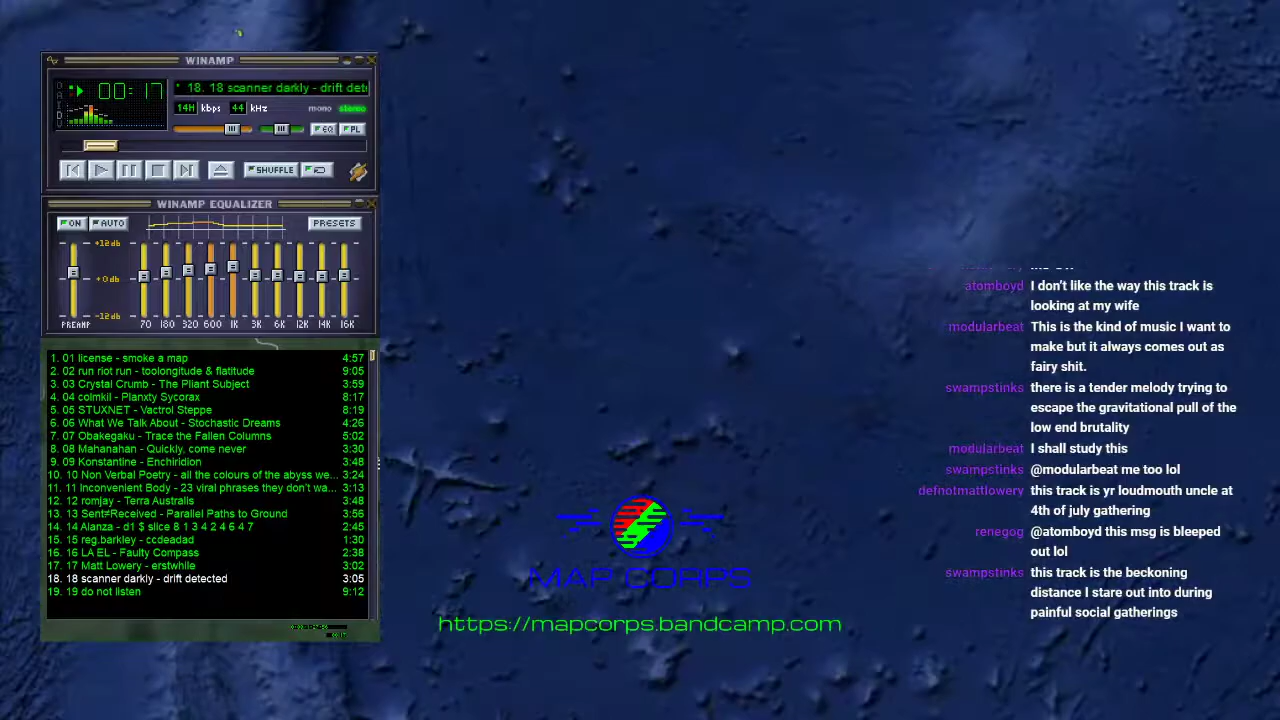 WINAMP
00:17
* 18. 18 scanner darkly - drift det
14H kbps 44 kHz mono stereo
EQ PL
SHUFFLE
WINAMP EQUALIZER
ON AUTO PRESETS
+12db
+0db
-12db
PREAMP 70 180 320 600 1K 3K 6K 12K 14K 16K
1. 01 license - smoke a map 4:57
2. 02 run riot run - toolongitude & flatitude 9:05
3. 03 Crystal Crumb - The Pliant Subject 3:59
4. 04 colmkil - Planxty Sycorax 8:17
5. 05 STUXNET - Vactrol Steppe 8:19
6. 06 What We Talk About - Stochastic Dreams 4:26
7. 07 Obakegaku - Trace the Fallen Columns 5:02
8. 08 Mahanahan - Quickly, come never 3:30
9. 09 Konstantine - Enchiridion 3:48
10. 10 Non Verbal Poetry - all the colours of the abyss we... 3:24
11. 11 Inconvenient Body - 23 viral phrases they don't wa... 3:13
12. 12 romjay - Terra Australis 3:48
13. 13 Sent≠Received - Parallel Paths to Ground 3:56
14. 14 Alanza - d1 $ slice 8 1 3 4 2 4 6 4 7 2:45
15. 15 reg.barkley - ccdeadad 1:30
16. 16 LA EL - Faulty Compass 2:38
17. 17 Matt Lowery - erstwhile 3:02
18. 18 scanner darkly - drift detected 3:05
19. 19 do not listen 9:12
MAP CORPS
https://mapcorps.bandcamp.com
atomboyd I don't like the way this track is
looking at my wife
modularbeat This is the kind of music I want to
make but it always comes out as
fairy shit.
swampstinks there is a tender melody trying to
escape the gravitational pull of the
low end brutality
modularbeat I shall study this
swampstinks @modularbeat me too lol
defnotmattlowery this track is yr loudmouth uncle at
4th of july gathering
renegog @atomboyd this msg is bleeped
out lol
swampstinks this track is the beckoning
distance I stare out into during
painful social gatherings